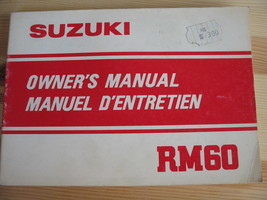 SUZUKI
OWNER'S MANUAL
MANUEL D'ENTRETIEN
RM60